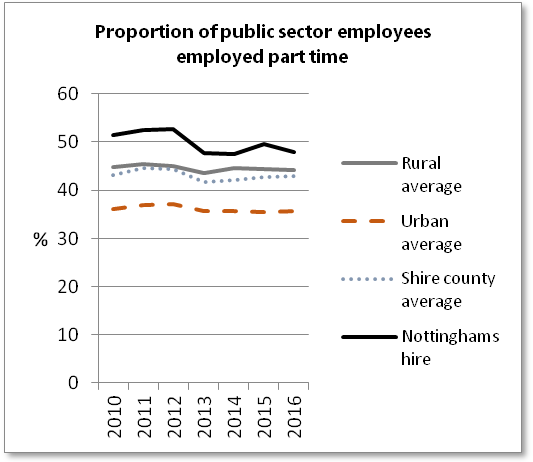 Proportion of public sector employees
employed part time
60
50
40
30
20
10
0
%
2010
2011
2012
2013
2014
2015
2016
Rural
average
Urban
average
Shire county
average
Nottinghams
hire